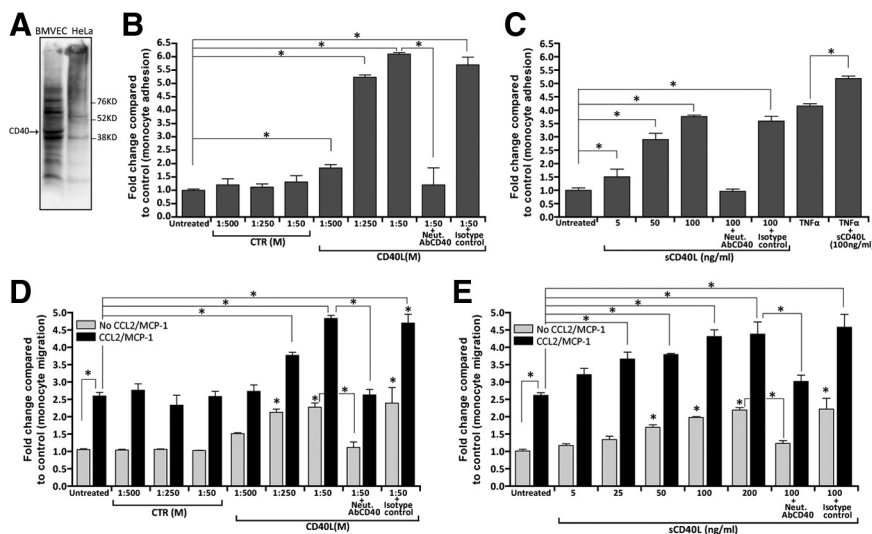 A
BMVEC HeLa
76KD
52KD
CD40→
38KD
B
Fold change compared
to control (monocyte adhesion)
6.5
6.0
5.5
5.0
4.5
4.0
3.5
3.0
2.5
2.0
1.5
1.0
0.5
0.0
* * * * * *
Untreated 1:500 1:250 1:50 1:500 1:250 1:50 1:50 1:50
+ +
Neut. Isotype
AbCD40 control
CTR (M)
CD40L(M)
C
Fold change compared
to control (monocyte adhesion)
6.5
6.0
5.5
5.0
4.5
4.0
3.5
3.0
2.5
2.0
1.5
1.0
0.5
0.0
* * * * *
Untreated 5 50 100 100 100 TNFα TNFα
+ + +
Neut. Isotype sCD40L
AbCD40 control (100ng/ml)
sCD40L (ng/ml)
D
Fold change compared
to control (monocyte migration)
5.0
4.5
4.0
3.5
3.0
2.5
2.0
1.5
1.0
0.5
0.0
No CCL2/MCP-1
CCL2/MCP-1
* * * * * * * * * *
Untreated 1:500 1:250 1:50 1:500 1:250 1:50 1:50 1:50
+ +
Neut. Isotype
AbCD40 control
CTR (M)
CD40L(M)
E
Fold change compared
to control (monocyte migration)
5.0
4.5
4.0
3.5
3.0
2.5
2.0
1.5
1.0
0.5
0.0
No CCL2/MCP-1
CCL2/MCP-1
* * * * * * * * * * *
Untreated 5 25 50 100 200 100 100
+ +
Neut. Isotype
AbCD40 control
sCD40L (ng/ml)